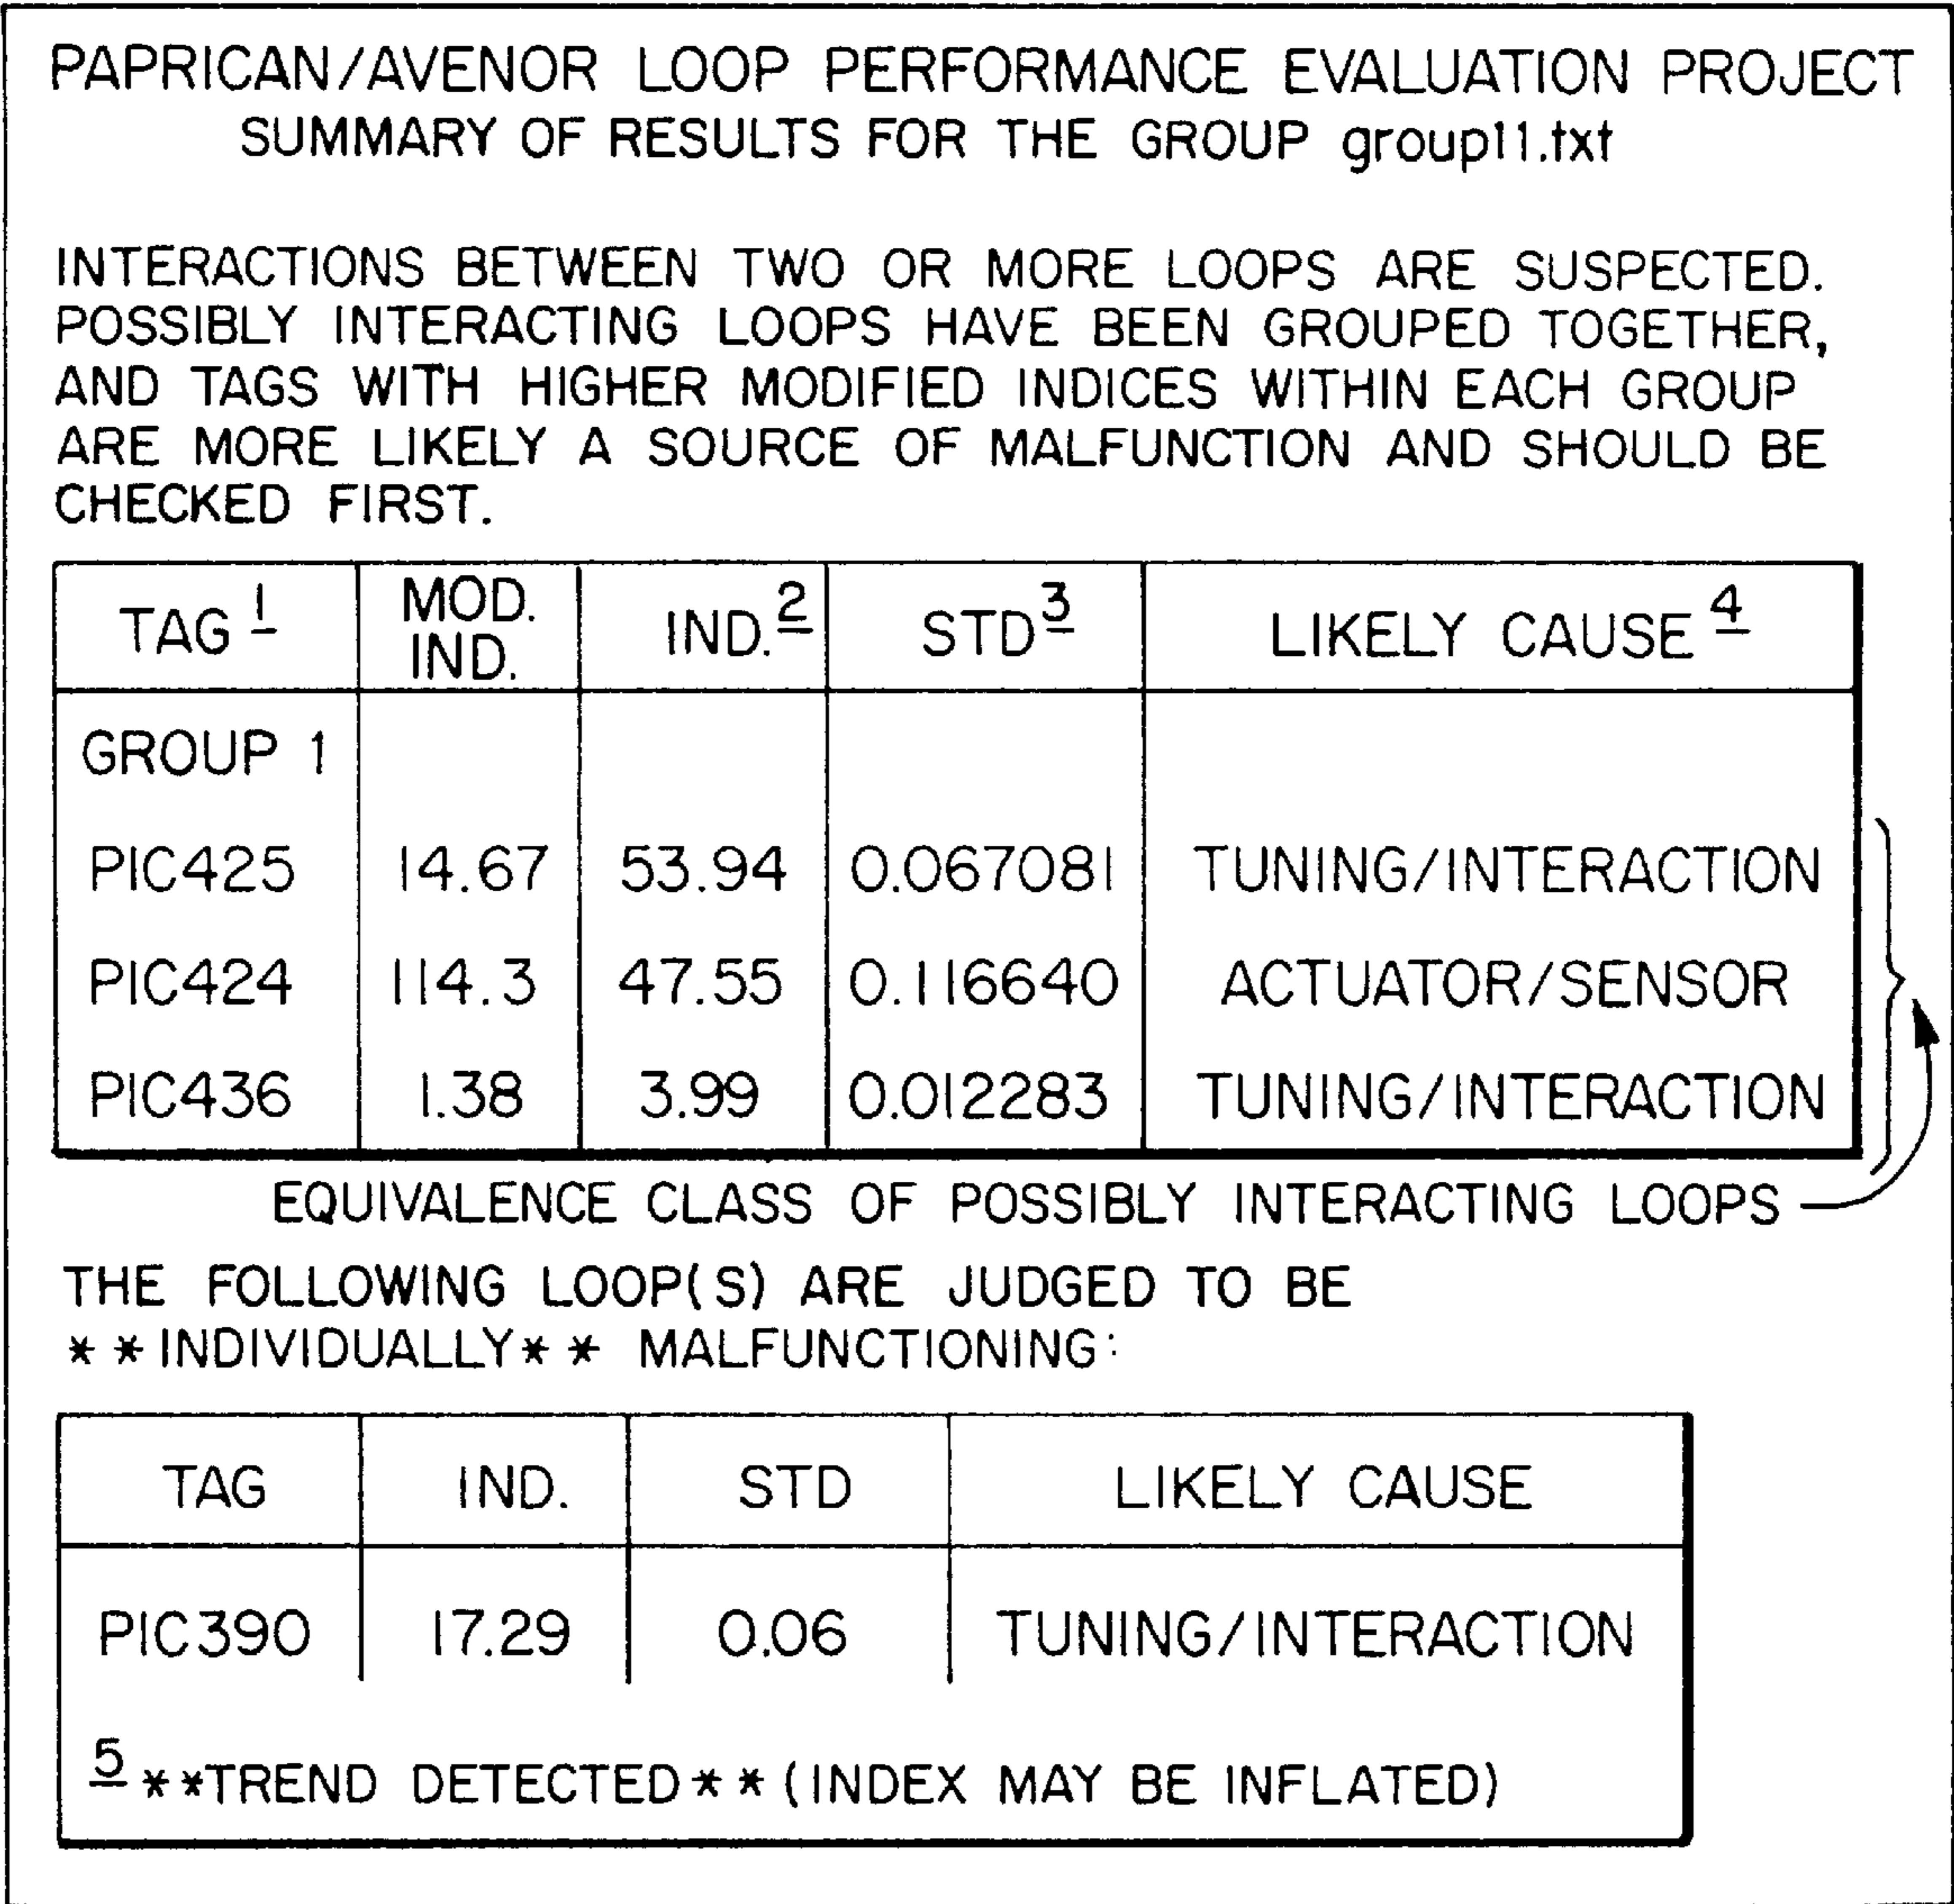 PAPRICAN/AVENOR LOOP PERFORMANCE EVALUATION PROJECT
SUMMARY OF RESULTS FOR THE GROUP group11.txt
INTERACTIONS BETWEEN TWO OR MORE LOOPS ARE SUSPECTED.
POSSIBLY INTERACTING LOOPS HAVE BEEN GROUPED TOGETHER,
AND TAGS WITH HIGHER MODIFIED INDICES WITHIN EACH GROUP
ARE MORE LIKELY A SOURCE OF MALFUNCTION AND SHOULD BE
CHECKED FIRST.
TAG 1 MOD. IND. IND. 2 STD 3 LIKELY CAUSE 4
GROUP 1
PIC425 14.67 53.94 0.067081 TUNING/INTERACTION
PIC424 114.3 47.55 0.116640 ACTUATOR/SENSOR
PIC436 1.38 3.99 0.012283 TUNING/INTERACTION
EQUIVALENCE CLASS OF POSSIBLY INTERACTING LOOPS
THE FOLLOWING LOOP(S) ARE JUDGED TO BE
**INDIVIDUALLY** MALFUNCTIONING:
TAG IND. STD LIKELY CAUSE
PIC390 17.29 0.06 TUNING/INTERACTION
5 **TREND DETECTED** (INDEX MAY BE INFLATED)